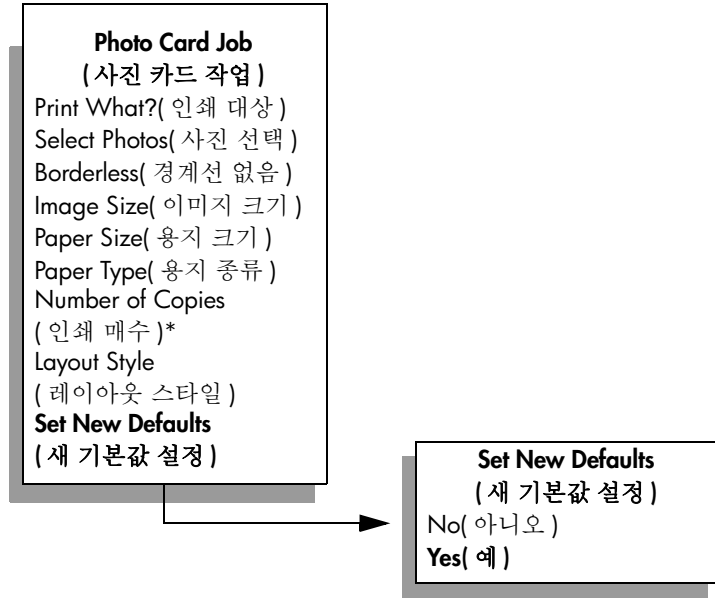 Photo Card Job
( 사진 카드 작업 )
Print What?( 인쇄 대상 )
Select Photos( 사진 선택 )
Borderless( 경계선 없음 )
Image Size( 이미지 크기 )
Paper Size( 용지 크기 )
Paper Type( 용지 종류 )
Number of Copies
( 인쇄 매수 )*
Layout Style
( 레이아웃 스타일 )
Set New Defaults
( 새 기본값 설정 )
Set New Defaults
( 새 기본값 설정 )
No( 아니오 )
Yes( 예 )